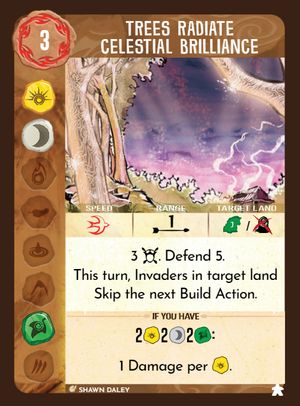 3
TREES RADIATE
CELESTIAL BRILLIANCE
SPEED RANGE TARGET LAND
1
3 /
3 . Defend 5.
This turn, Invaders in target land
Skip the next Build Action.
IF YOU HAVE
2 2 2 :
1 Damage per .
SHAWN DALEY